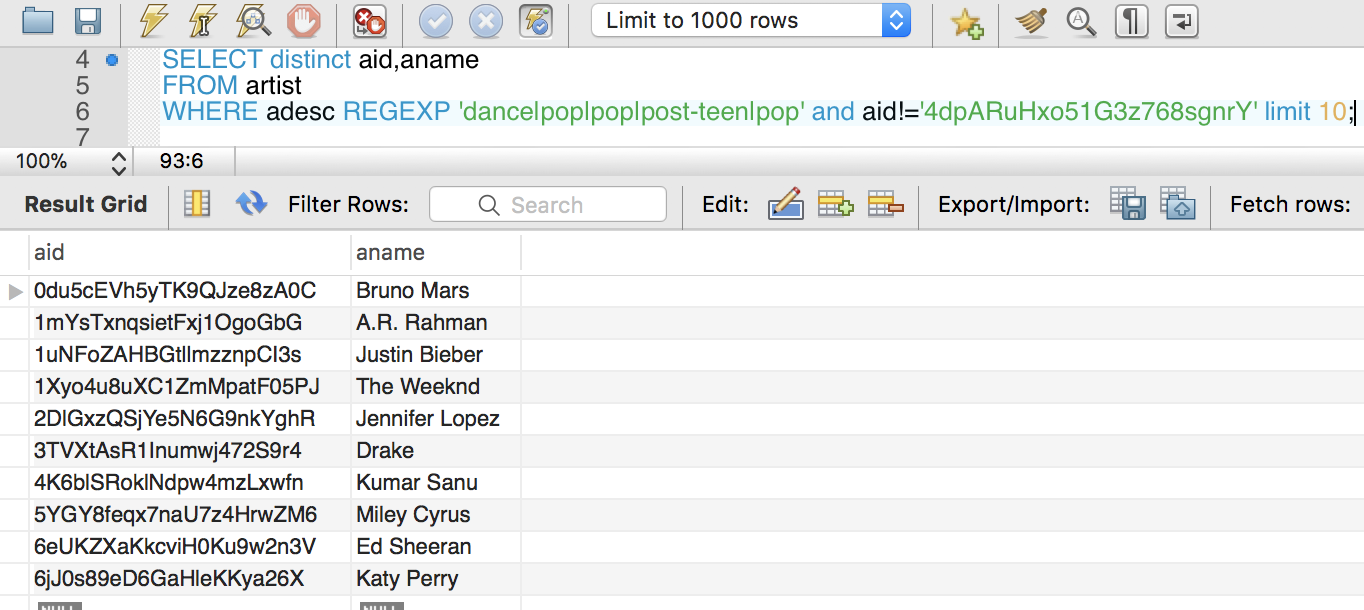 Limit to 1000 rows
4 SELECT distinct aid,aname
5 FROM artist
6 WHERE adesc REGEXP 'dance|pop|pop|post-teen|pop' and aid!='4dpARuHxo51G3z768sgnrY' limit 10;
7
100% 93:6
Result Grid Filter Rows: Search Edit: Export/Import: Fetch rows:
aid aname
0du5cEVh5yTK9QJze8zA0C Bruno Mars
1mYsTxnqsietFxj1OgoGbG A.R. Rahman
1uNFoZAHBGtllmzznpCI3s Justin Bieber
1Xyo4u8uXC1ZmMpatF05PJ The Weeknd
2DlGxzQSjYe5N6G9nkYghR Jennifer Lopez
3TVXtAsR1Inumwj472S9r4 Drake
4K6blSRoklNdpw4mzLxwfn Kumar Sanu
5YGY8feqx7naU7z4HrwZM6 Miley Cyrus
6eUKZXaKkcviH0Ku9w2n3V Ed Sheeran
6jJ0s89eD6GaHleKKya26X Katy Perry
NULL NULL